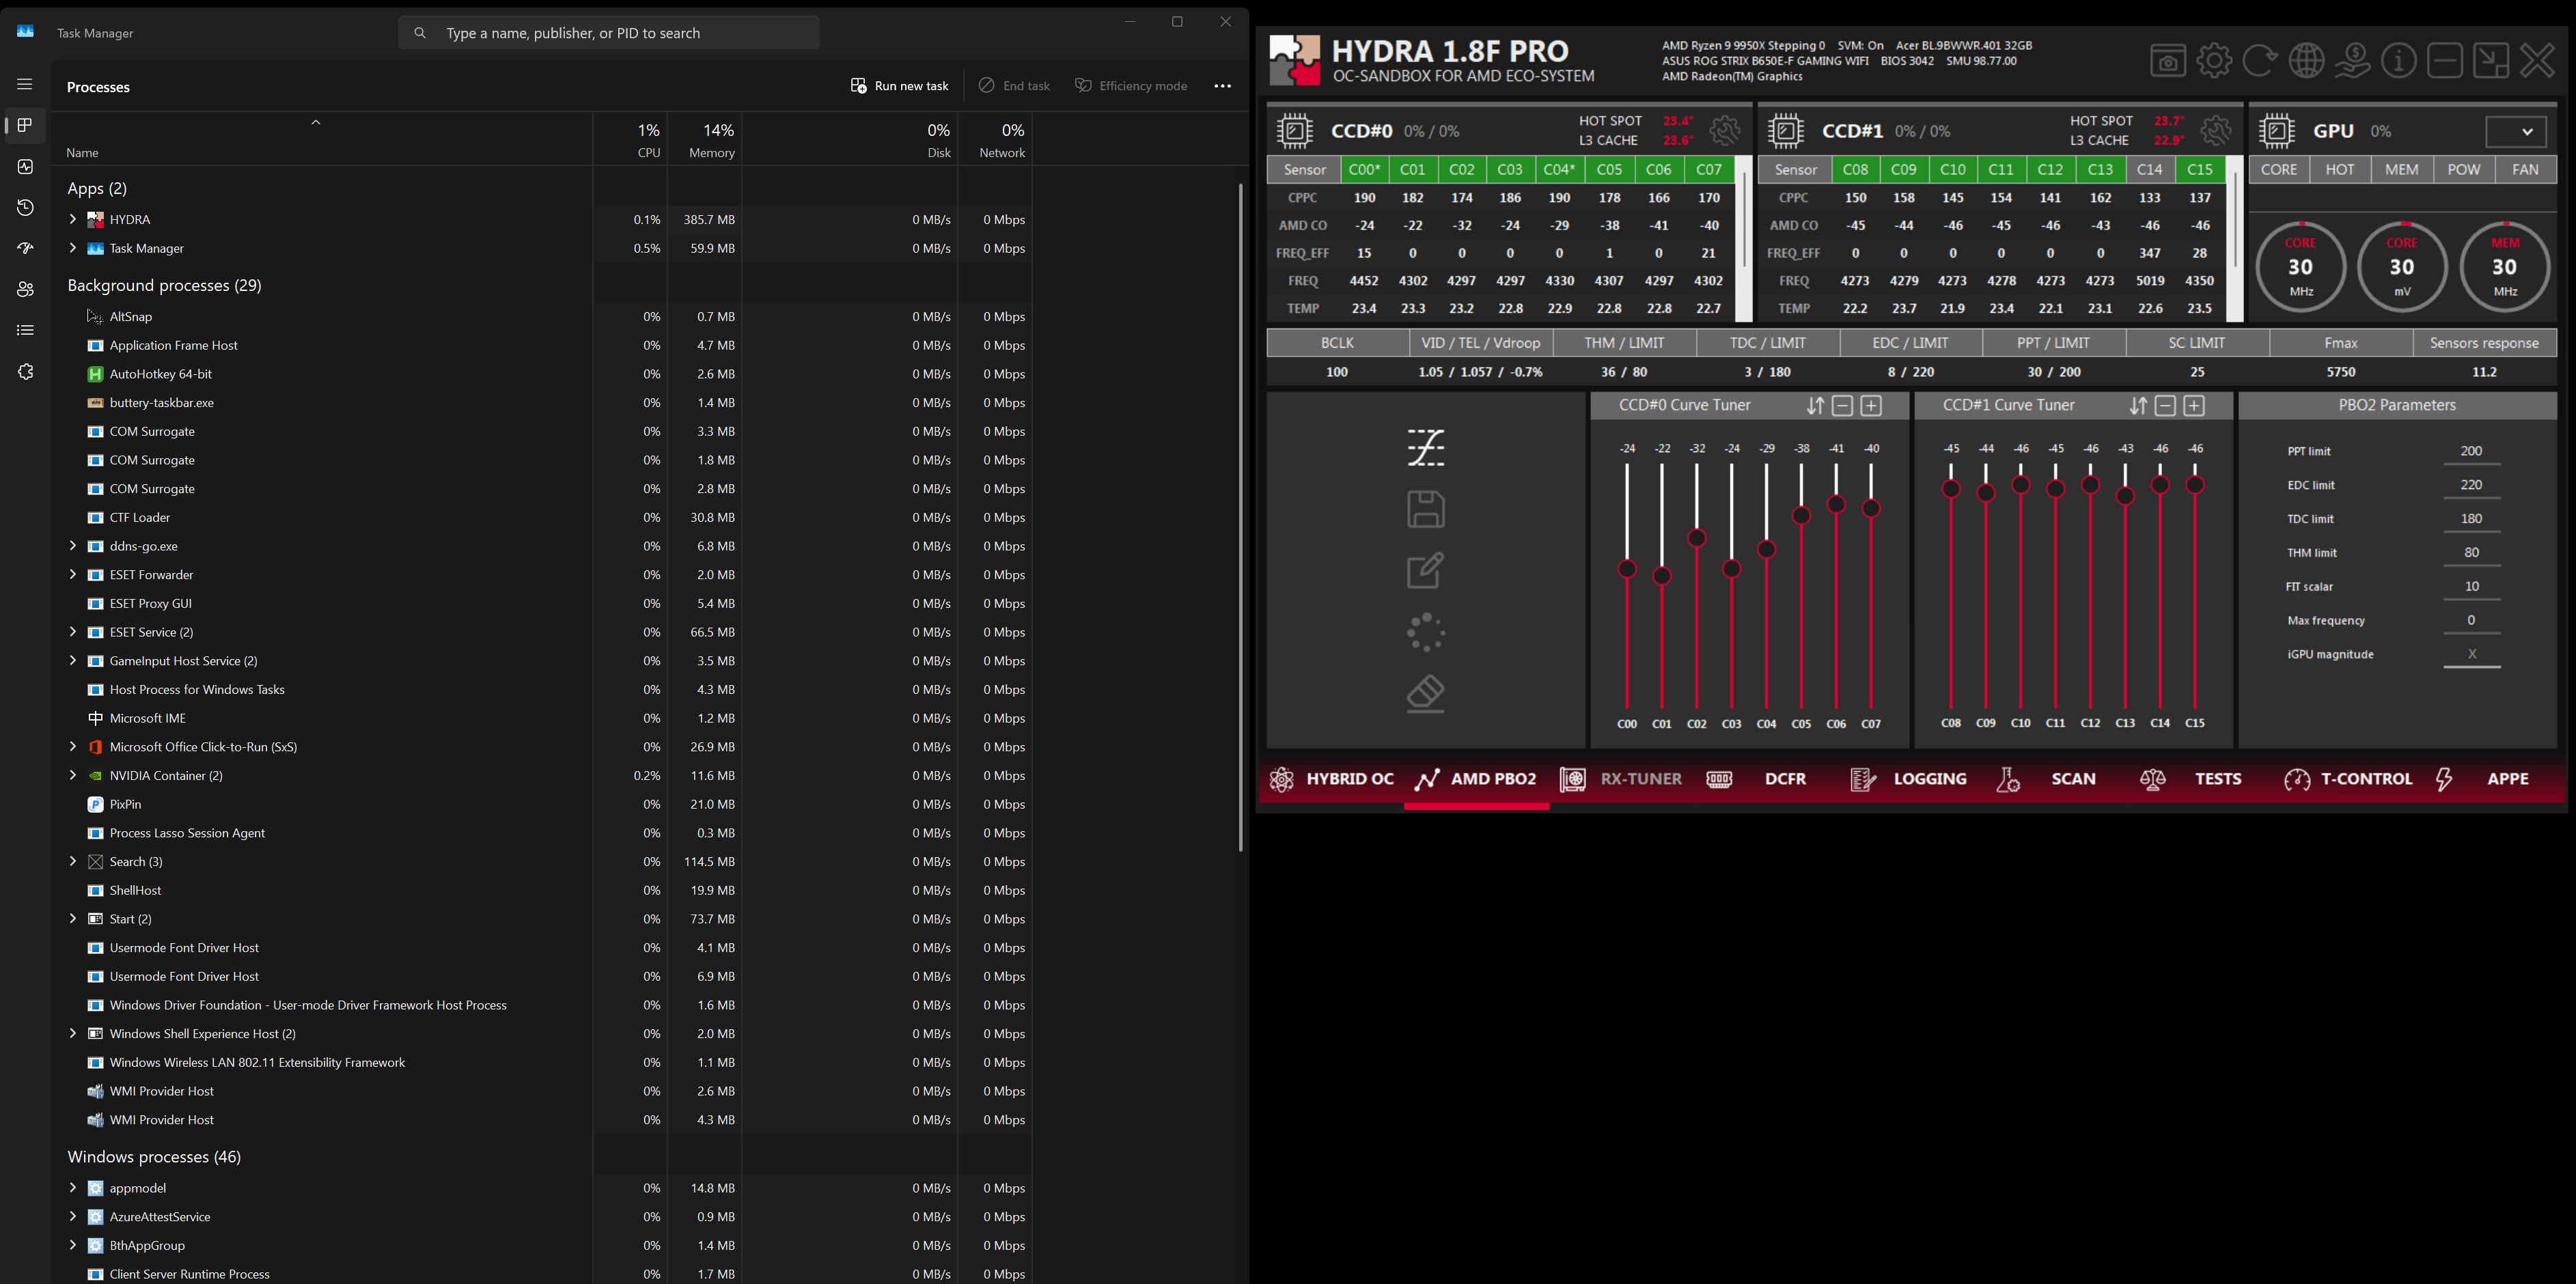 Task Manager
Type a name, publisher, or PID to search
Processes
Run new task
End task
Efficiency mode
1% 14% 0% 0%
Name CPU Memory Disk Network
Apps (2)
HYDRA 0.1% 385.7 MB 0 MB/s 0 Mbps
Task Manager 0.5% 59.9 MB 0 MB/s 0 Mbps
Background processes (29)
AltSnap 0% 0.7 MB 0 MB/s 0 Mbps
Application Frame Host 0% 4.7 MB 0 MB/s 0 Mbps
AutoHotkey 64-bit 0% 2.6 MB 0 MB/s 0 Mbps
buttery-taskbar.exe 0% 1.4 MB 0 MB/s 0 Mbps
COM Surrogate 0% 3.3 MB 0 MB/s 0 Mbps
COM Surrogate 0% 1.8 MB 0 MB/s 0 Mbps
COM Surrogate 0% 2.8 MB 0 MB/s 0 Mbps
CTF Loader 0% 30.8 MB 0 MB/s 0 Mbps
ddns-go.exe 0% 6.8 MB 0 MB/s 0 Mbps
ESET Forwarder 0% 2.0 MB 0 MB/s 0 Mbps
ESET Proxy GUI 0% 5.4 MB 0 MB/s 0 Mbps
ESET Service (2) 0% 66.5 MB 0 MB/s 0 Mbps
GameInput Host Service (2) 0% 3.5 MB 0 MB/s 0 Mbps
Host Process for Windows Tasks 0% 4.3 MB 0 MB/s 0 Mbps
Microsoft IME 0% 1.2 MB 0 MB/s 0 Mbps
Microsoft Office Click-to-Run (SxS) 0% 26.9 MB 0 MB/s 0 Mbps
NVIDIA Container (2) 0.2% 11.6 MB 0 MB/s 0 Mbps
PixPin 0% 21.0 MB 0 MB/s 0 Mbps
Process Lasso Session Agent 0% 0.3 MB 0 MB/s 0 Mbps
Search (3) 0% 114.5 MB 0 MB/s 0 Mbps
ShellHost 0% 19.9 MB 0 MB/s 0 Mbps
Start (2) 0% 73.7 MB 0 MB/s 0 Mbps
Usermode Font Driver Host 0% 4.1 MB 0 MB/s 0 Mbps
Usermode Font Driver Host 0% 6.9 MB 0 MB/s 0 Mbps
Windows Driver Foundation - User-mode Driver Framework Host Process 0% 1.6 MB 0 MB/s 0 Mbps
Windows Shell Experience Host (2) 0% 2.0 MB 0 MB/s 0 Mbps
Windows Wireless LAN 802.11 Extensibility Framework 0% 1.1 MB 0 MB/s 0 Mbps
WMI Provider Host 0% 2.6 MB 0 MB/s 0 Mbps
WMI Provider Host 0% 4.3 MB 0 MB/s 0 Mbps
Windows processes (46)
appmodel 0% 14.8 MB 0 MB/s 0 Mbps
AzureAttestService 0% 0.9 MB 0 MB/s 0 Mbps
BthAppGroup 0% 1.4 MB 0 MB/s 0 Mbps
Client Server Runtime Process 0% 1.7 MB 0 MB/s 0 Mbps
HYDRA 1.8F PRO
OC-SANDBOX FOR AMD ECO-SYSTEM
AMD Ryzen 9 9950X Stepping 0 SVM: On Acer BL.9BWWR.401 32GB
ASUS ROG STRIX B650E-F GAMING WIFI BIOS 3042 SMU 98.77.00
AMD Radeon(TM) Graphics
CCD#0 0% / 0%
HOT SPOT 23.4°
L3 CACHE 23.6°
Sensor C00* C01 C02 C03 C04* C05 C06 C07
CPPC 190 182 174 186 190 178 166 170
AMD CO -24 -22 -32 -24 -29 -38 -41 -40
FREQ_EFF 15 0 0 0 0 1 0 21
FREQ 4452 4302 4297 4297 4330 4307 4297 4302
TEMP 23.4 23.3 23.2 22.8 22.9 22.8 22.8 22.7
CCD#1 0% / 0%
HOT SPOT 23.7°
L3 CACHE 22.9°
Sensor C08 C09 C10 C11 C12 C13 C14 C15
CPPC 150 158 145 154 141 162 133 137
AMD CO -45 -44 -46 -45 -46 -43 -46 -46
FREQ_EFF 0 0 0 0 0 0 347 28
FREQ 4273 4279 4273 4278 4273 4273 5019 4350
TEMP 22.2 23.7 21.9 23.4 22.1 23.1 22.6 23.5
GPU 0%
CORE HOT MEM POW FAN
CORE 30 MHz
CORE 30 mV
MEM 30 MHz
BCLK VID / TEL / Vdroop THM / LIMIT TDC / LIMIT EDC / LIMIT PPT / LIMIT SC LIMIT Fmax Sensors response
100 1.05 / 1.057 / -0.7% 36 / 80 3 / 180 8 / 220 30 / 200 25 5750 11.2
CCD#0 Curve Tuner
-24 -22 -32 -24 -29 -38 -41 -40
C00 C01 C02 C03 C04 C05 C06 C07
CCD#1 Curve Tuner
-45 -44 -46 -45 -46 -43 -46 -46
C08 C09 C10 C11 C12 C13 C14 C15
PBO2 Parameters
PPT limit 200
EDC limit 220
TDC limit 180
THM limit 80
FIT scalar 10
Max frequency 0
iGPU magnitude X
HYBRID OC AMD PBO2 RX-TUNER DCFR LOGGING SCAN TESTS T-CONTROL APPE